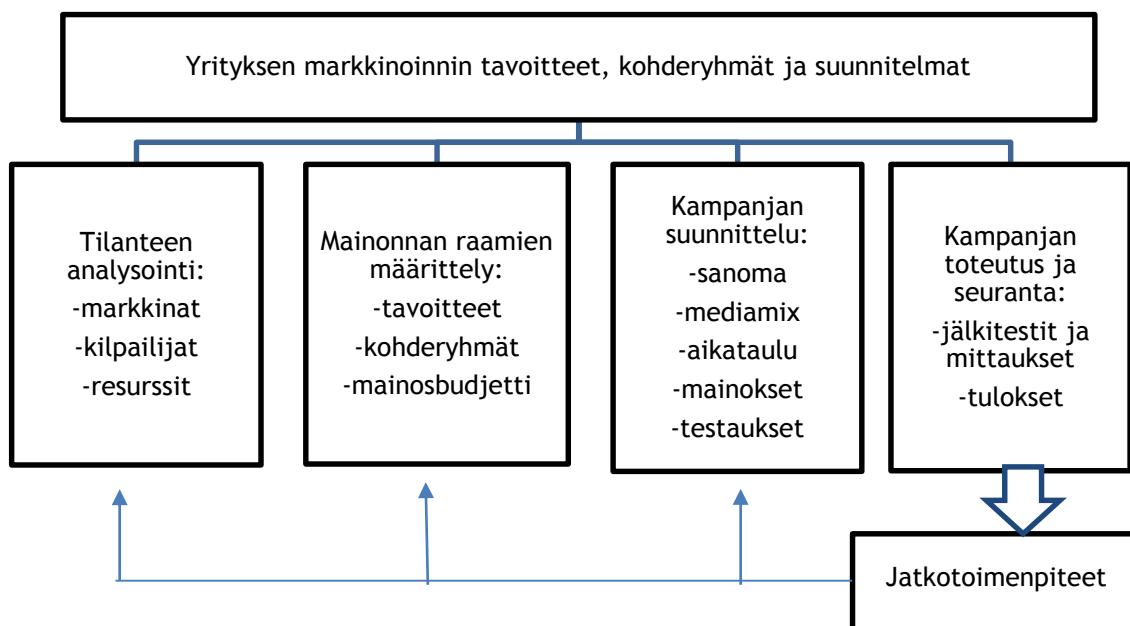 Yrityksen markkinoinnin tavoitteet, kohderyhmät ja suunnitelmat
Tilanteen
analysointi:
-markkinat
-kilpailijat
-resurssit
Mainonnan raamien
määrittely:
-tavoitteet
-kohderyhmät
-mainosbudjetti
Kampanjan
suunnittelu:
-sanoma
-mediamix
-aikataulu
-mainokset
-testaukset
Kampanjan
toteutus ja
seuranta:
-jälkitestit ja
mittaukset
-tulokset
Jatkotoimenpiteet